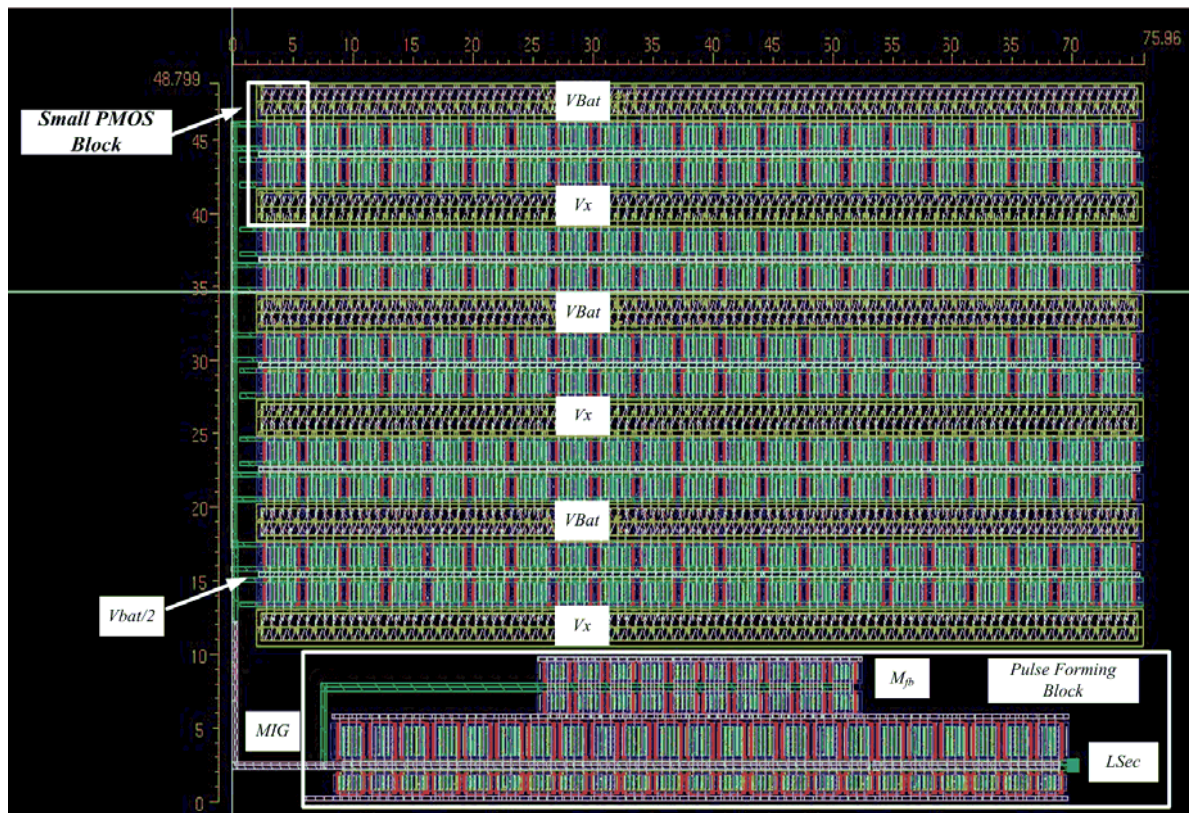 0 5 10 15 20 25 30 35 40 45 50 55 60 65 70 75.96
48.799
VBat
Small PMOS
Block
45
Vx
40
35
VBat
30
Vx
25
20
VBat
15
Vbat/2
Vx
10
Mfb
Pulse Forming
Block
MIG
5
LSec
0